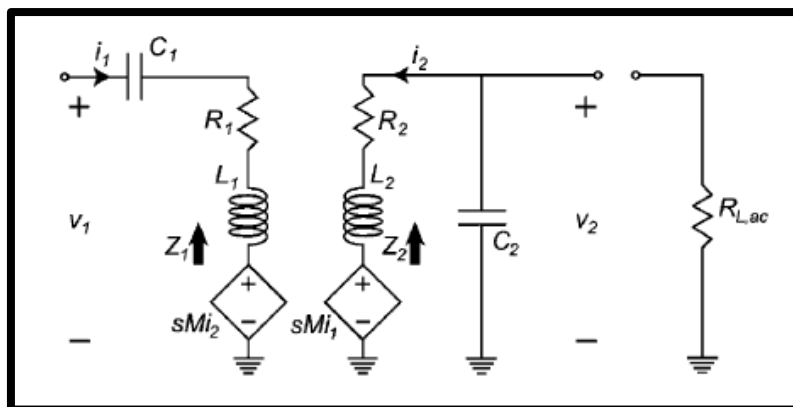 i1 C1 i2
+ R1 R2 +
L1 L2
v1 Z1 Z2 C2 v2 RL,ac
+ +
− sMi2 − sMi1 − −